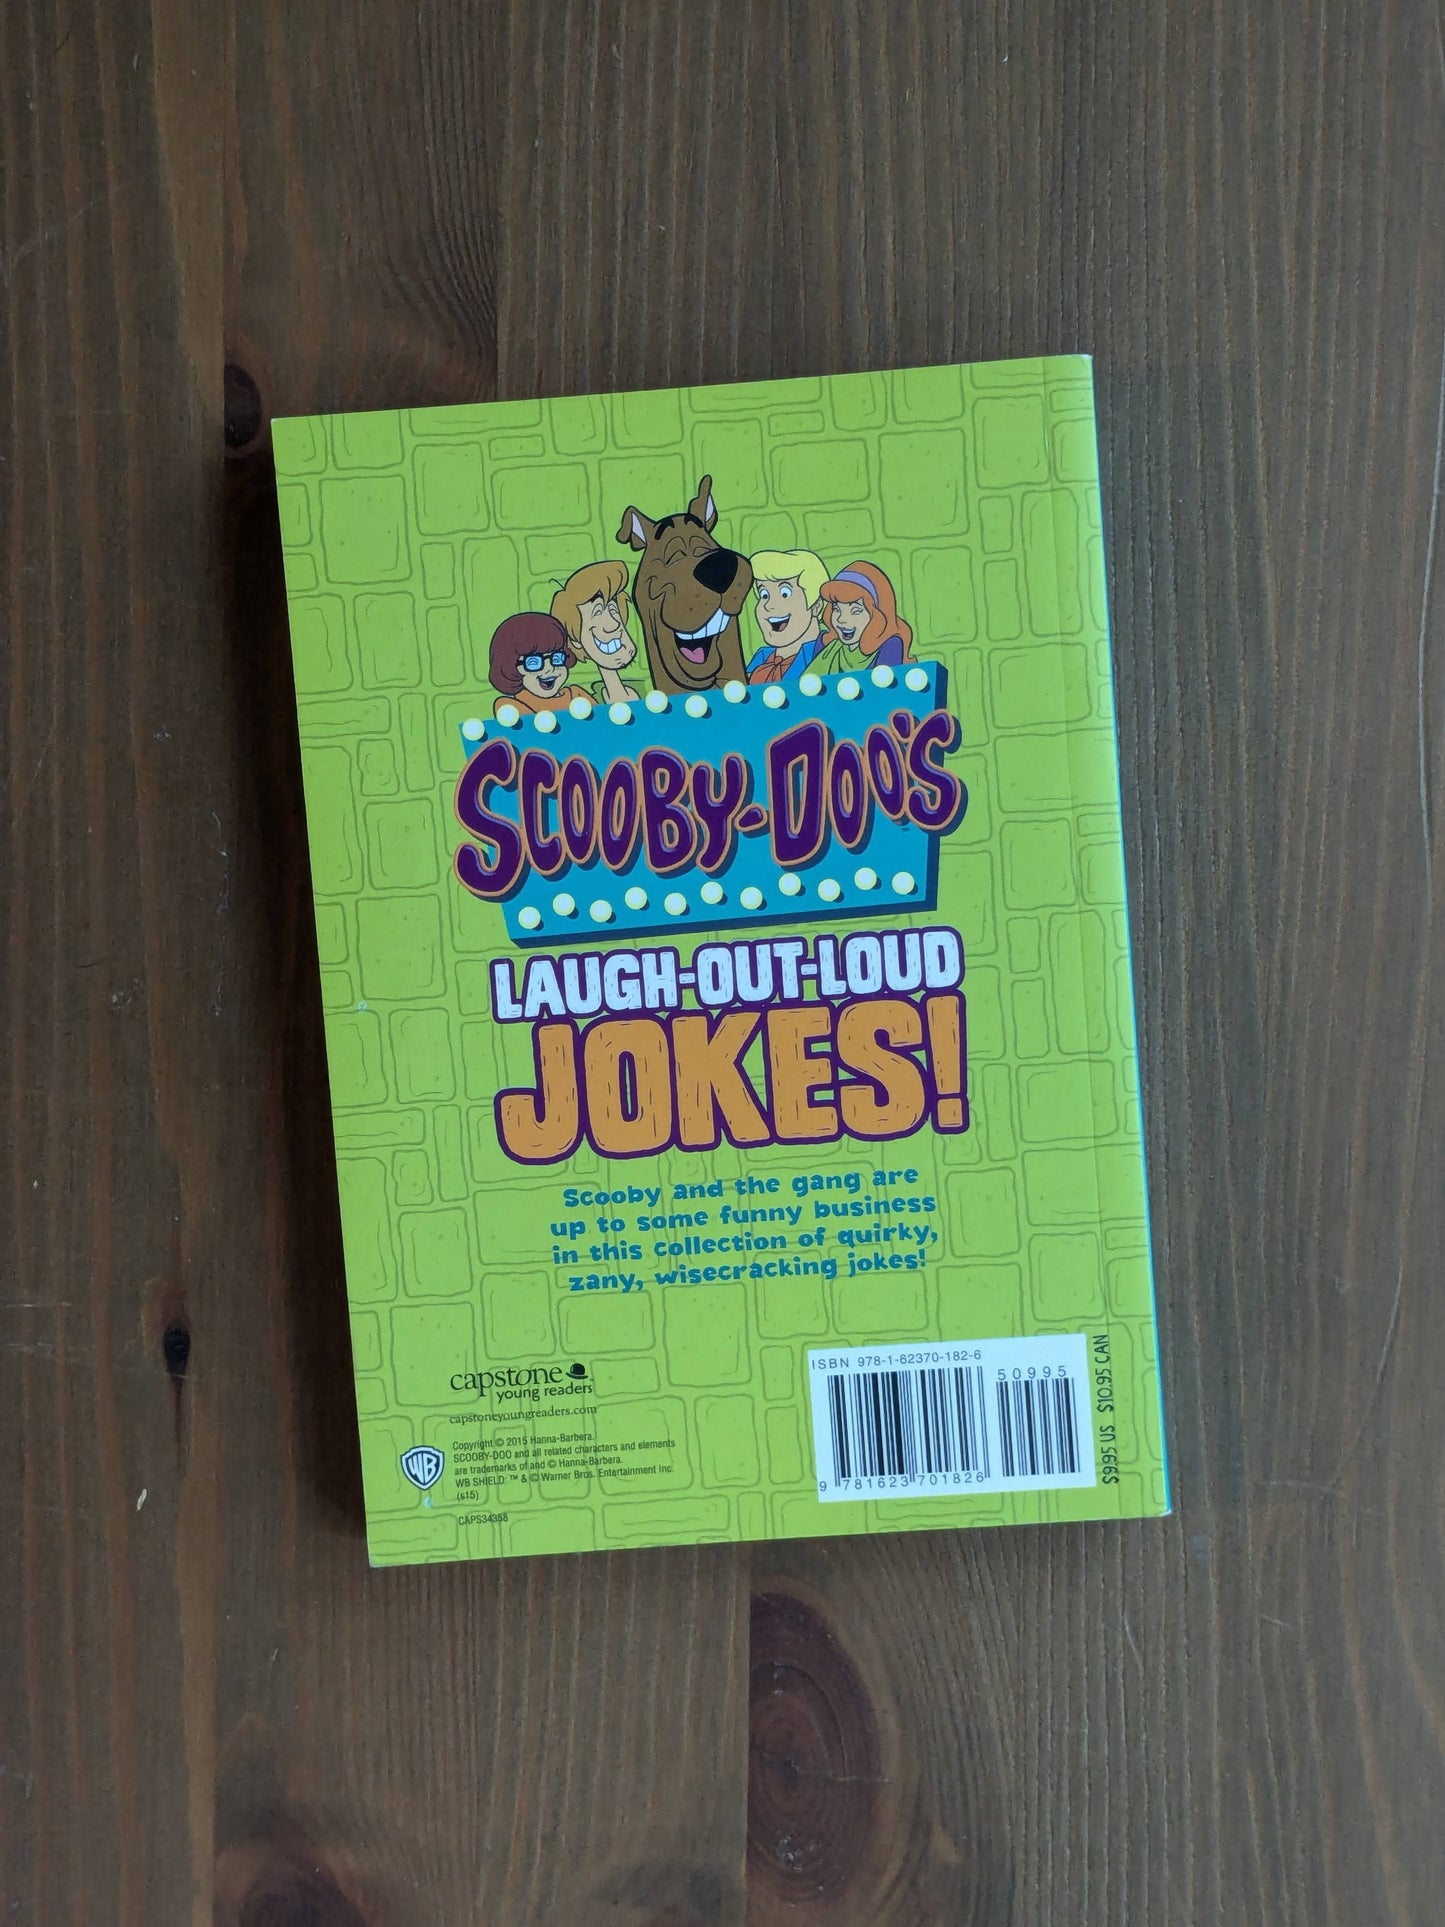 SCOOBY-DOO'S
LAUGH-OUT-LOUD
JOKES!
Scooby and the gang are
up to some funny business
in this collection of quirky,
zany, wisecracking jokes!
capstone
young readers
capstoneyoungreaders.com
WB
Copyright © 2015 Hanna-Barbera.
SCOOBY-DOO and all related characters and elements
are trademarks of and © Hanna-Barbera.
WB SHIELD: ™ & © Warner Bros. Entertainment Inc.
(s15)
CAPS34358
ISBN 978-1-62370-182-6
50995
9 781623 701826
$9.95 US $10.95 CAN